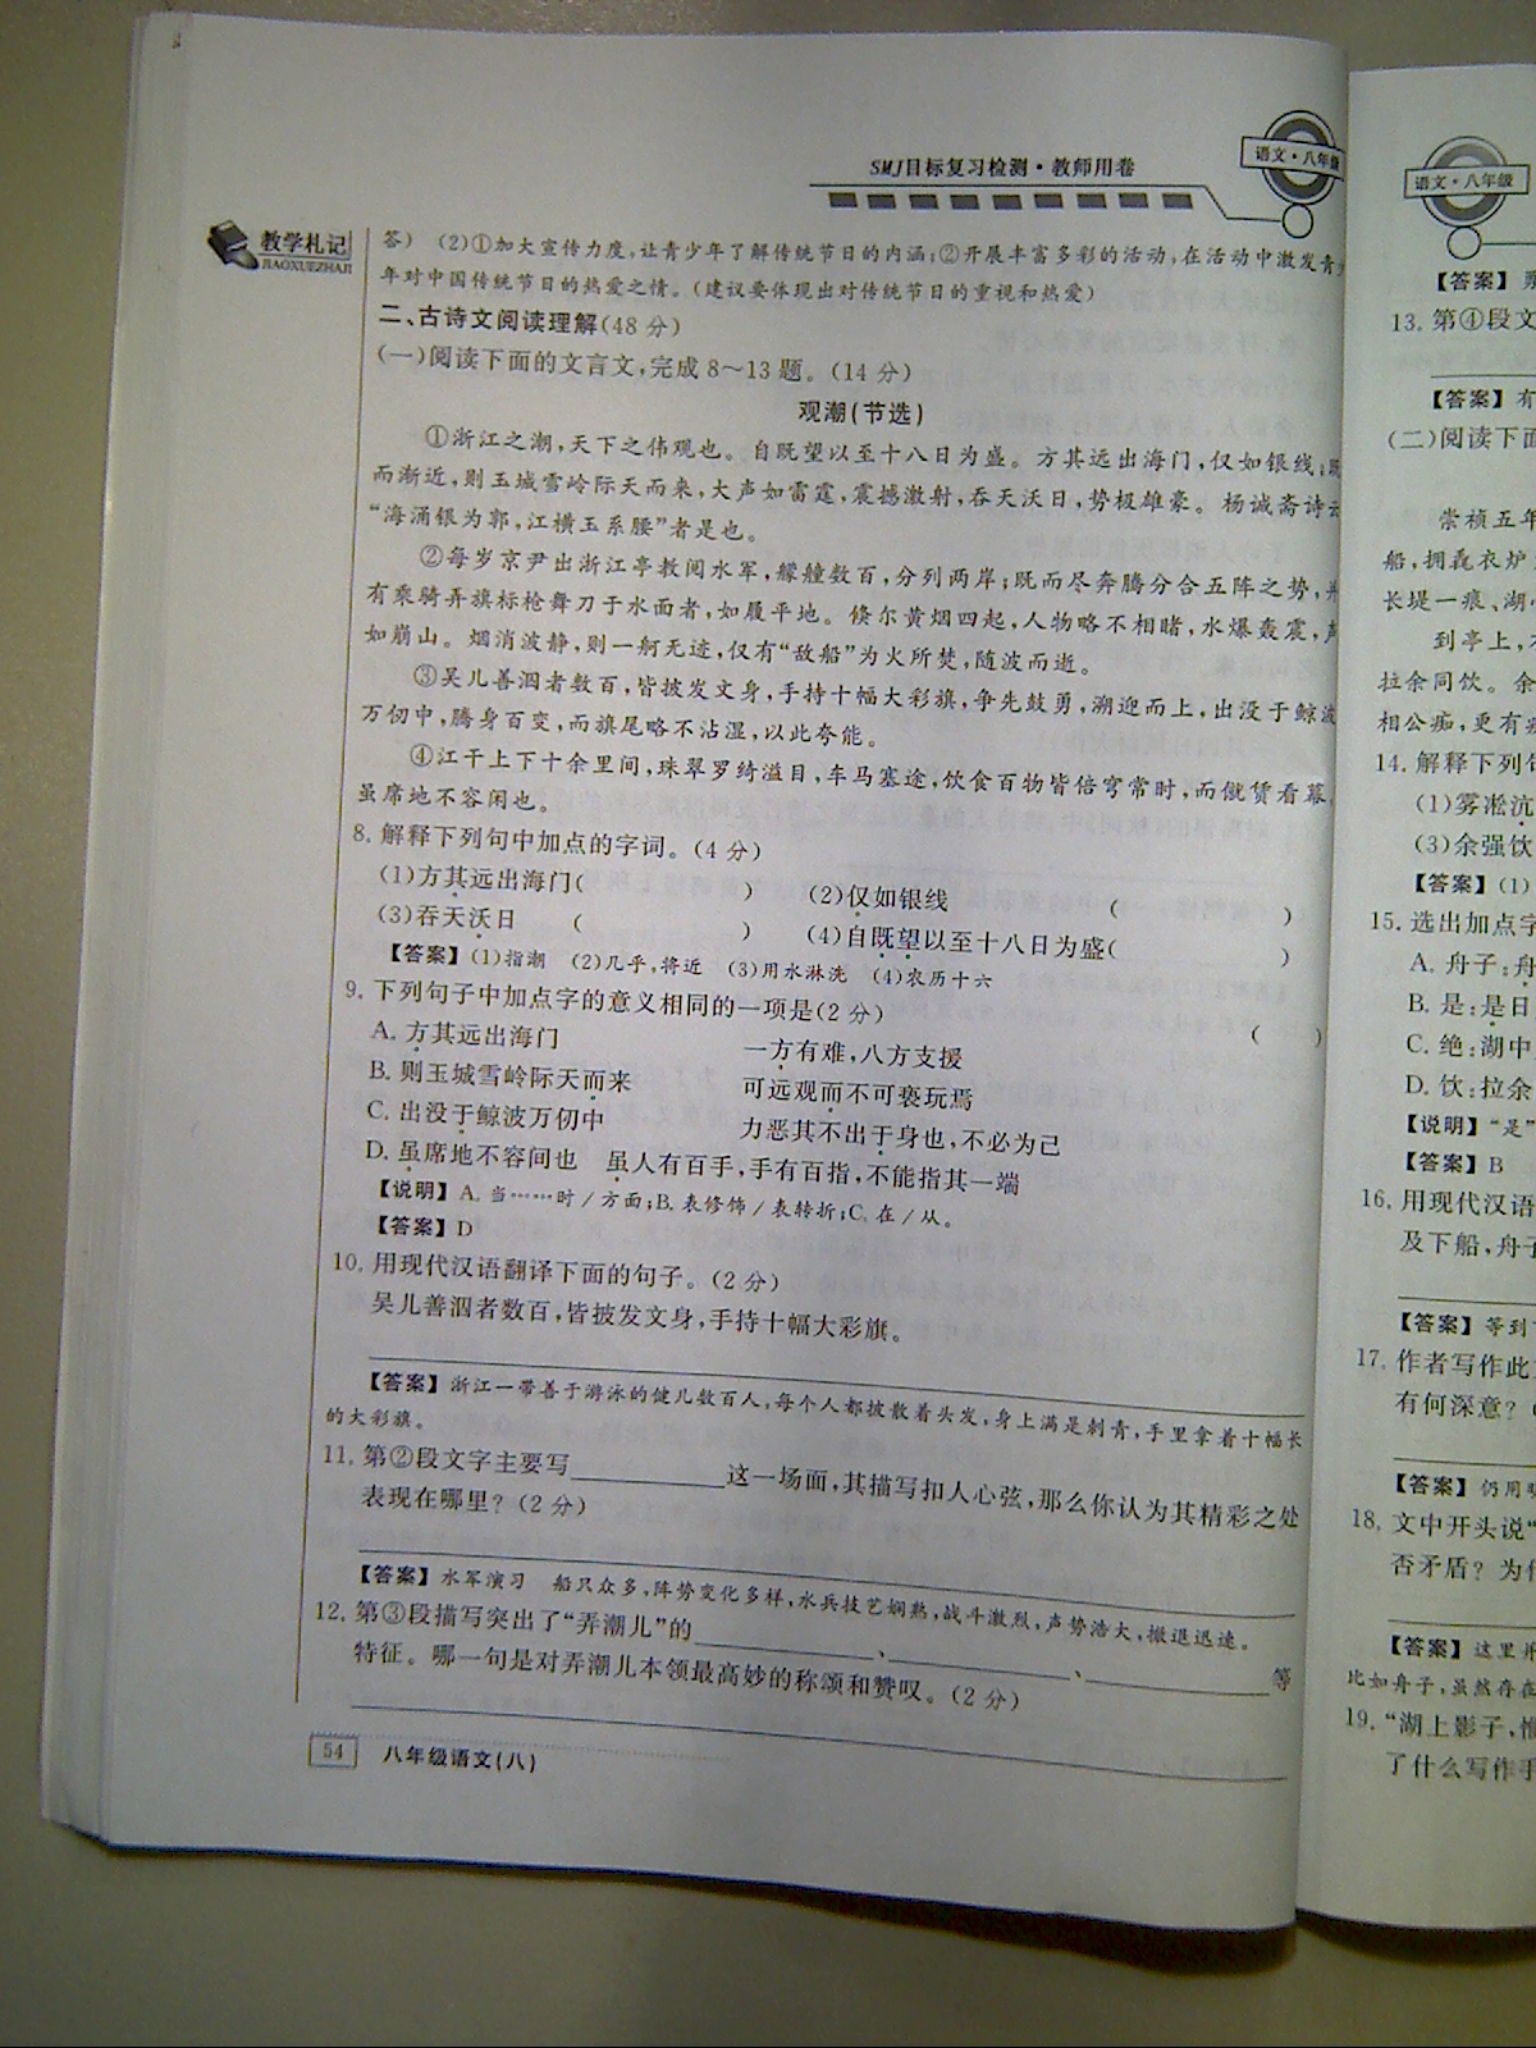 SMJ目标复习检测·教师用卷
语文·八年级
教学札记
JIAOXUEZHAJI
答）(2)①加大宣传力度,让青少年了解传统节日的内涵;②开展丰富多彩的活动,在活动中激发青少
年对中国传统节日的热爱之情。(建议要体现出对传统节日的重视和热爱)
二、古诗文阅读理解(48分)
(一)阅读下面的文言文,完成8～13题。(14分)
观潮(节选)
①浙江之潮,天下之伟观也。自既望以至十八日为盛。方其远出海门,仅如银线;既
而渐近,则玉城雪岭际天而来,大声如雷霆,震撼激射,吞天沃日,势极雄豪。杨诚斋诗云
“海涌银为郭,江横玉系腰”者是也。
②每岁京尹出浙江亭教阅水军,艨艟数百,分列两岸;既而尽奔腾分合五阵之势,并
有乘骑弄旗标枪舞刀于水面者,如履平地。倏尔黄烟四起,人物略不相睹,水爆轰震,声
如崩山。烟消波静,则一舸无迹,仅有“敌船”为火所焚,随波而逝。
③吴儿善泅者数百,皆披发文身,手持十幅大彩旗,争先鼓勇,溯迎而上,出没于鲸波
万仞中,腾身百变,而旗尾略不沾湿,以此夸能。
④江干上下十余里间,珠翠罗绮溢目,车马塞途,饮食百物皆倍穹常时,而僦赁看幕,
虽席地不容闲也。
8. 解释下列句中加点的字词。(4分)
(1)方其远出海门( ) (2)仅如银线 ( )
(3)吞天沃日 ( ) (4)自既望以至十八日为盛( )
【答案】(1)指潮 (2)几乎,将近 (3)用水淋洗 (4)农历十六
9. 下列句子中加点字的意义相同的一项是(2分) ( )
A. 方其远出海门 一方有难,八方支援
B. 则玉城雪岭际天而来 可远观而不可亵玩焉
C. 出没于鲸波万仞中 力恶其不出于身也,不必为己
D. 虽席地不容间也 虽人有百手,手有百指,不能指其一端
【说明】A. 当……时/方面;B. 表修饰/表转折;C. 在/从。
【答案】D
10. 用现代汉语翻译下面的句子。(2分)
吴儿善泅者数百,皆披发文身,手持十幅大彩旗。
【答案】浙江一带善于游泳的健儿数百人,每个人都披散着头发,身上满是刺青,手里拿着十幅长
的大彩旗。
11. 第②段文字主要写____________这一场面,其描写扣人心弦,那么你认为其精彩之处
表现在哪里?(2分)
【答案】水军演习 船只众多,阵势变化多样,水兵技艺娴熟,战斗激烈,声势浩大,撤退迅速。
12. 第③段描写突出了“弄潮儿”的____________、____________、____________等
特征。哪一句是对弄潮儿本领最高妙的称颂和赞叹。(2分)
54 八年级语文(八)
语文·八年级
【答案】
13. 第④段文
【答案】有
(二)阅读下面
崇祯五年
船,拥毳衣炉
长堤一痕、湖
到亭上,
拉余同饮。余
相公痴,更有
14. 解释下列句
(1)雾凇沆
(3)余强饮
【答案】(1)
15. 选出加点字
A. 舟子:舟
B. 是:是日
C. 绝:湖中
D. 饮:拉余
【说明】“是”
【答案】B
16. 用现代汉语
及下船,舟子
【答案】等到
17. 作者写作此
有何深意?
【答案】仍用
18. 文中开头说“
否矛盾?为什
【答案】这里并
比如舟子,虽然存在
19. “湖上影子,惟
了什么写作手